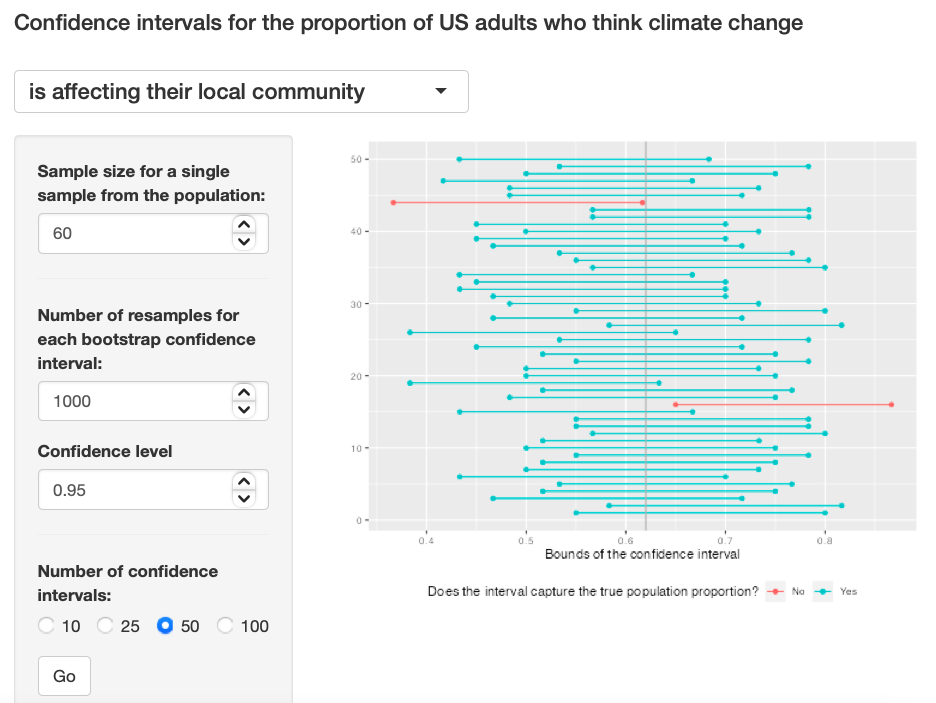 Confidence intervals for the proportion of US adults who think climate change
is affecting their local community
Sample size for a single
sample from the population:
60
Number of resamples for
each bootstrap confidence
interval:
1000
Confidence level
0.95
Number of confidence
intervals:
10 25 50 100
Go
50
40
30
20
10
0
0.4 0.5 0.6 0.7 0.8
Bounds of the confidence interval
Does the interval capture the true population proportion? No Yes